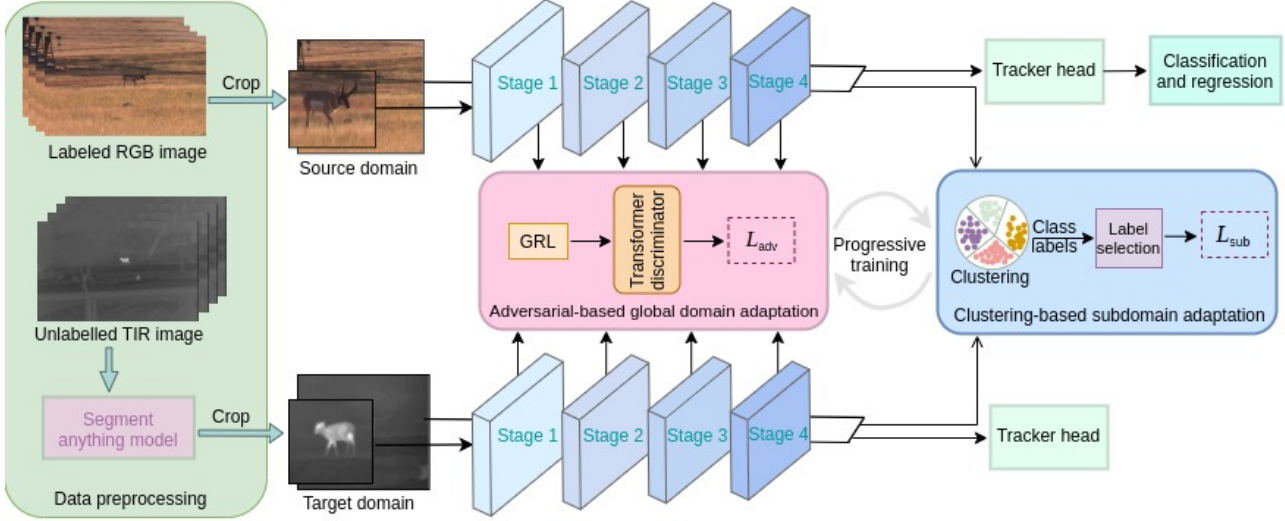 Labeled RGB image
Crop
Source domain
Unlabelled TIR image
Segment
anything model
Crop
Data preprocessing
Target domain
Stage 1
Stage 2
Stage 3
Stage 4
Tracker head
Classification
and regression
GRL
Transformer
discriminator
L_adv
Adversarial-based global domain adaptation
Progressive
training
Clustering
Class
labels
Label
selection
L_sub
Clustering-based subdomain adaptation
Stage 1
Stage 2
Stage 3
Stage 4
Tracker head